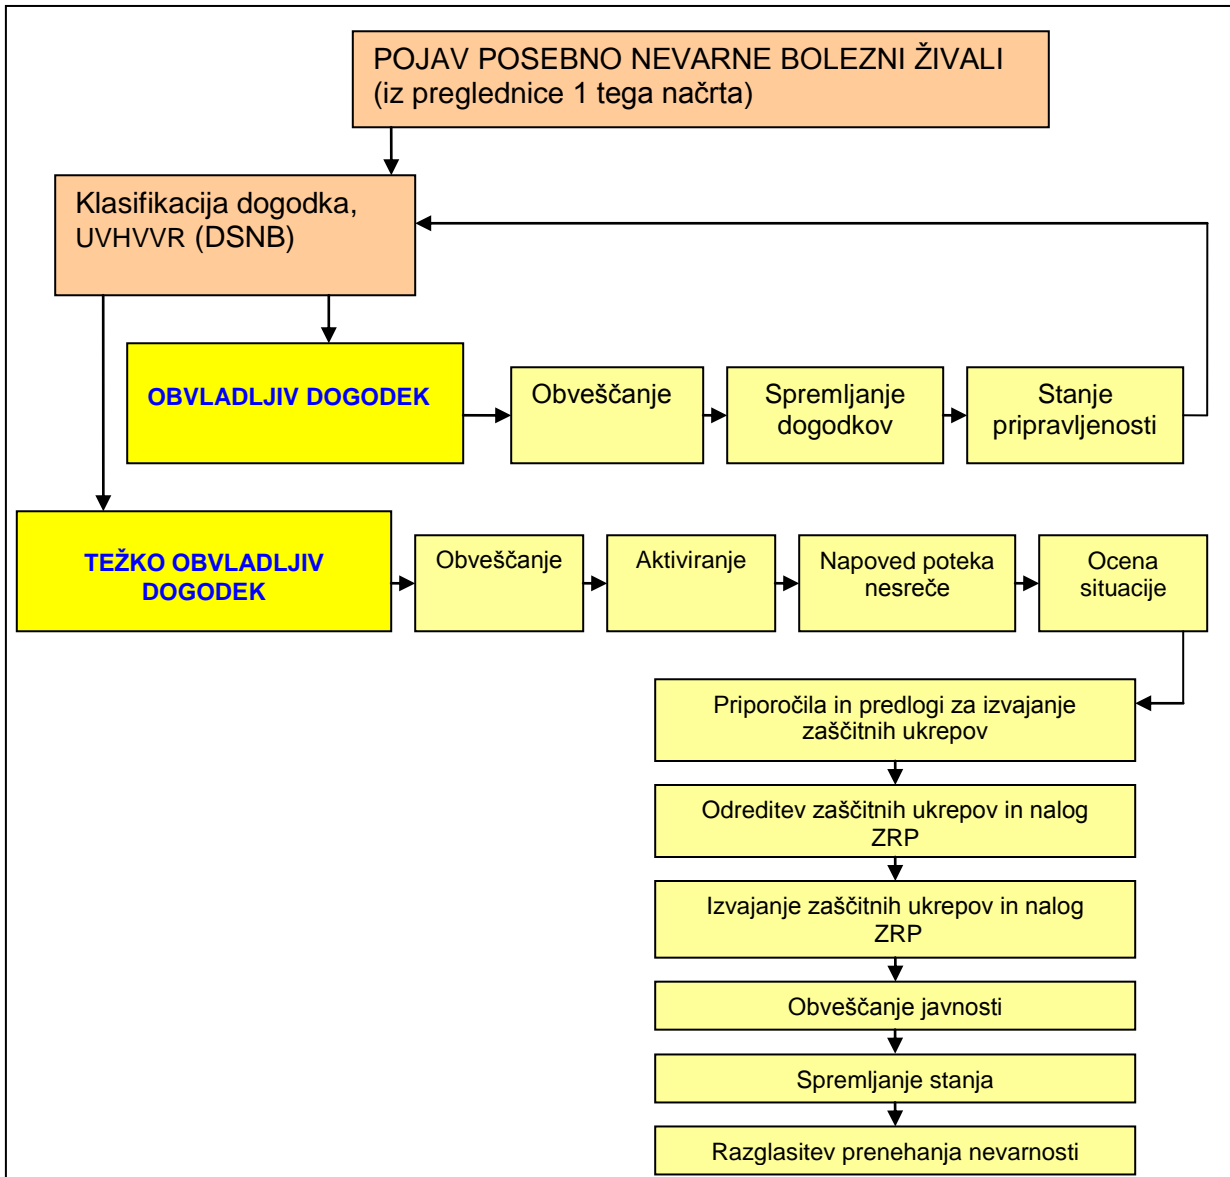 POJAV POSEBNO NEVARNE BOLEZNI ŽIVALI
(iz preglednice 1 tega načrta)
Klasifikacija dogodka,
UVHVVR (DSNB)
OBVLADLJIV DOGODEK
Obveščanje
Spremljanje
dogodkov
Stanje
pripravljenosti
TEŽKO OBVLADLJIV
DOGODEK
Obveščanje
Aktiviranje
Napoved poteka
nesreče
Ocena
situacije
Priporočila in predlogi za izvajanje
zaščitnih ukrepov
Odreditev zaščitnih ukrepov in nalog
ZRP
Izvajanje zaščitnih ukrepov in nalog
ZRP
Obveščanje javnosti
Spremljanje stanja
Razglasitev prenehanja nevarnosti